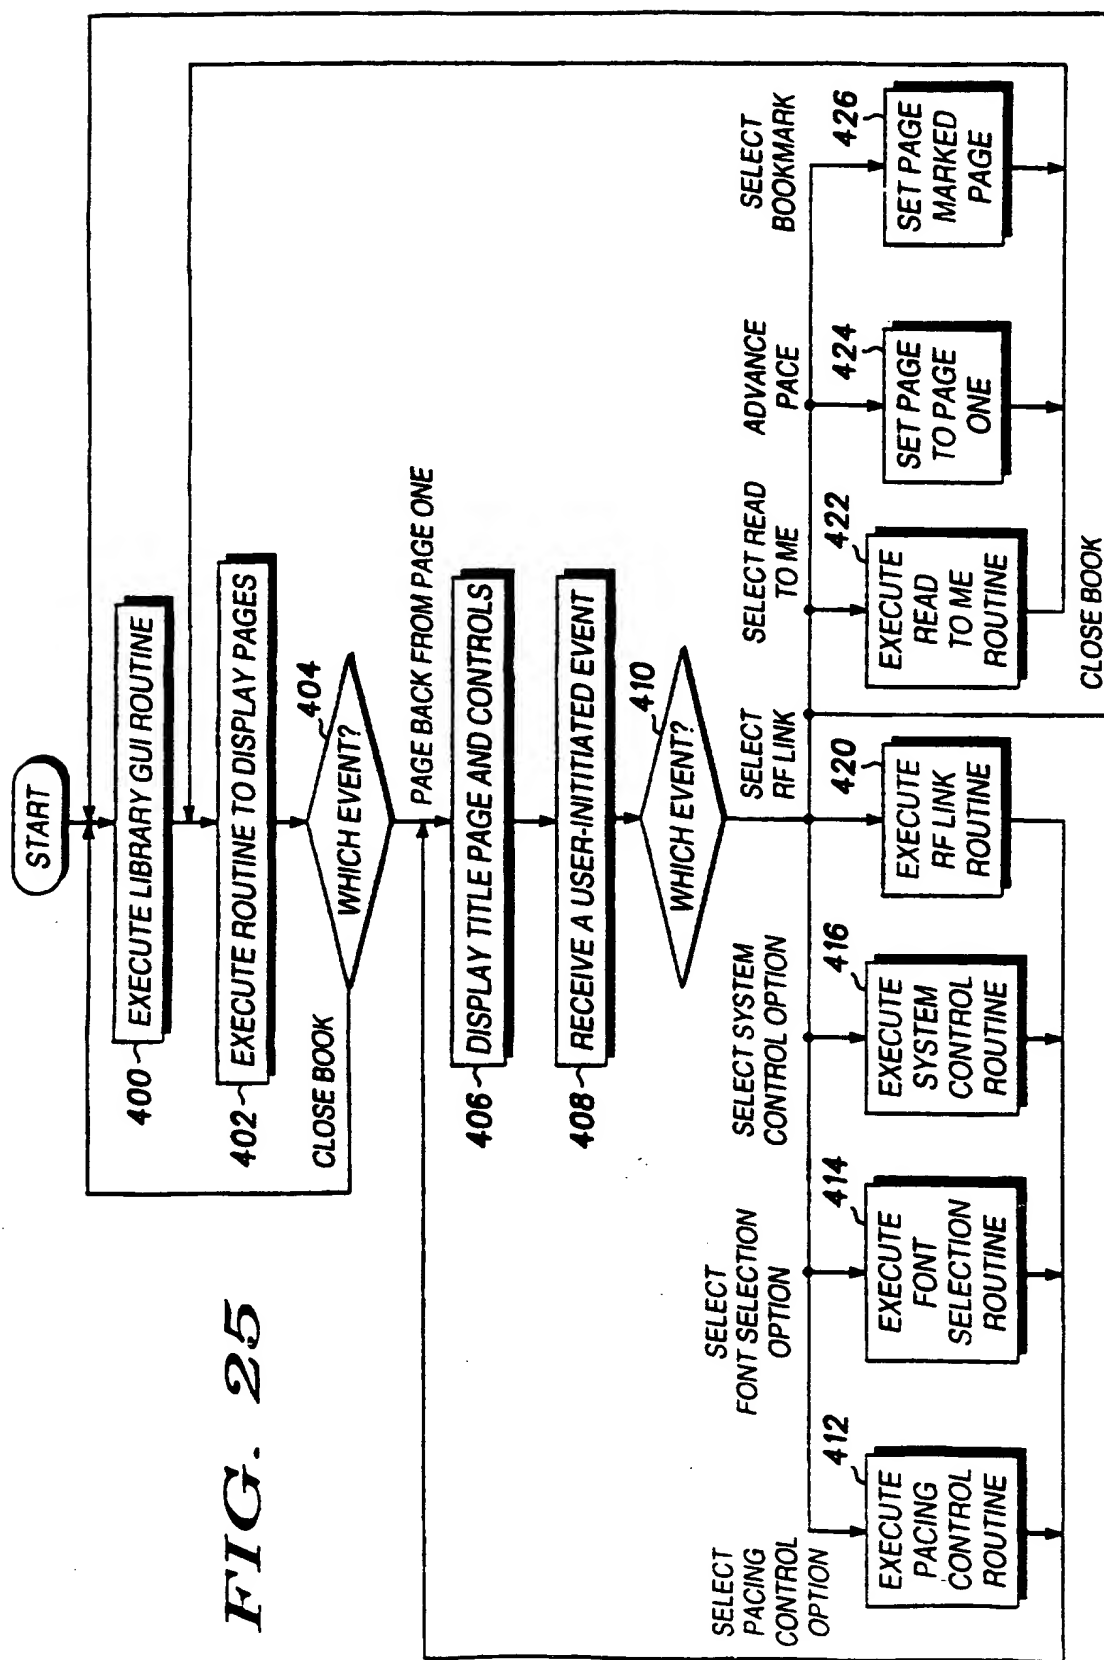 FIG. 25
START
400
EXECUTE LIBRARY GUI ROUTINE
402
EXECUTE ROUTINE TO DISPLAY PAGES
WHICH EVENT?
404
CLOSE BOOK
PAGE BACK FROM PAGE ONE
406
DISPLAY TITLE PAGE AND CONTROLS
408
RECEIVE A USER-INITIATED EVENT
WHICH EVENT?
410
SELECT
PACING
CONTROL
OPTION
412
EXECUTE
PACING
CONTROL
ROUTINE
SELECT
FONT SELECTION
OPTION
414
EXECUTE
FONT
SELECTION
ROUTINE
SELECT SYSTEM
CONTROL OPTION
416
EXECUTE
SYSTEM
CONTROL
ROUTINE
SELECT
RF LINK
420
EXECUTE
RF LINK
ROUTINE
SELECT READ
TO ME
422
EXECUTE
READ
TO ME
ROUTINE
ADVANCE
PACE
424
SET PAGE
TO PAGE
ONE
SELECT
BOOKMARK
426
SET PAGE
MARKED
PAGE
CLOSE BOOK